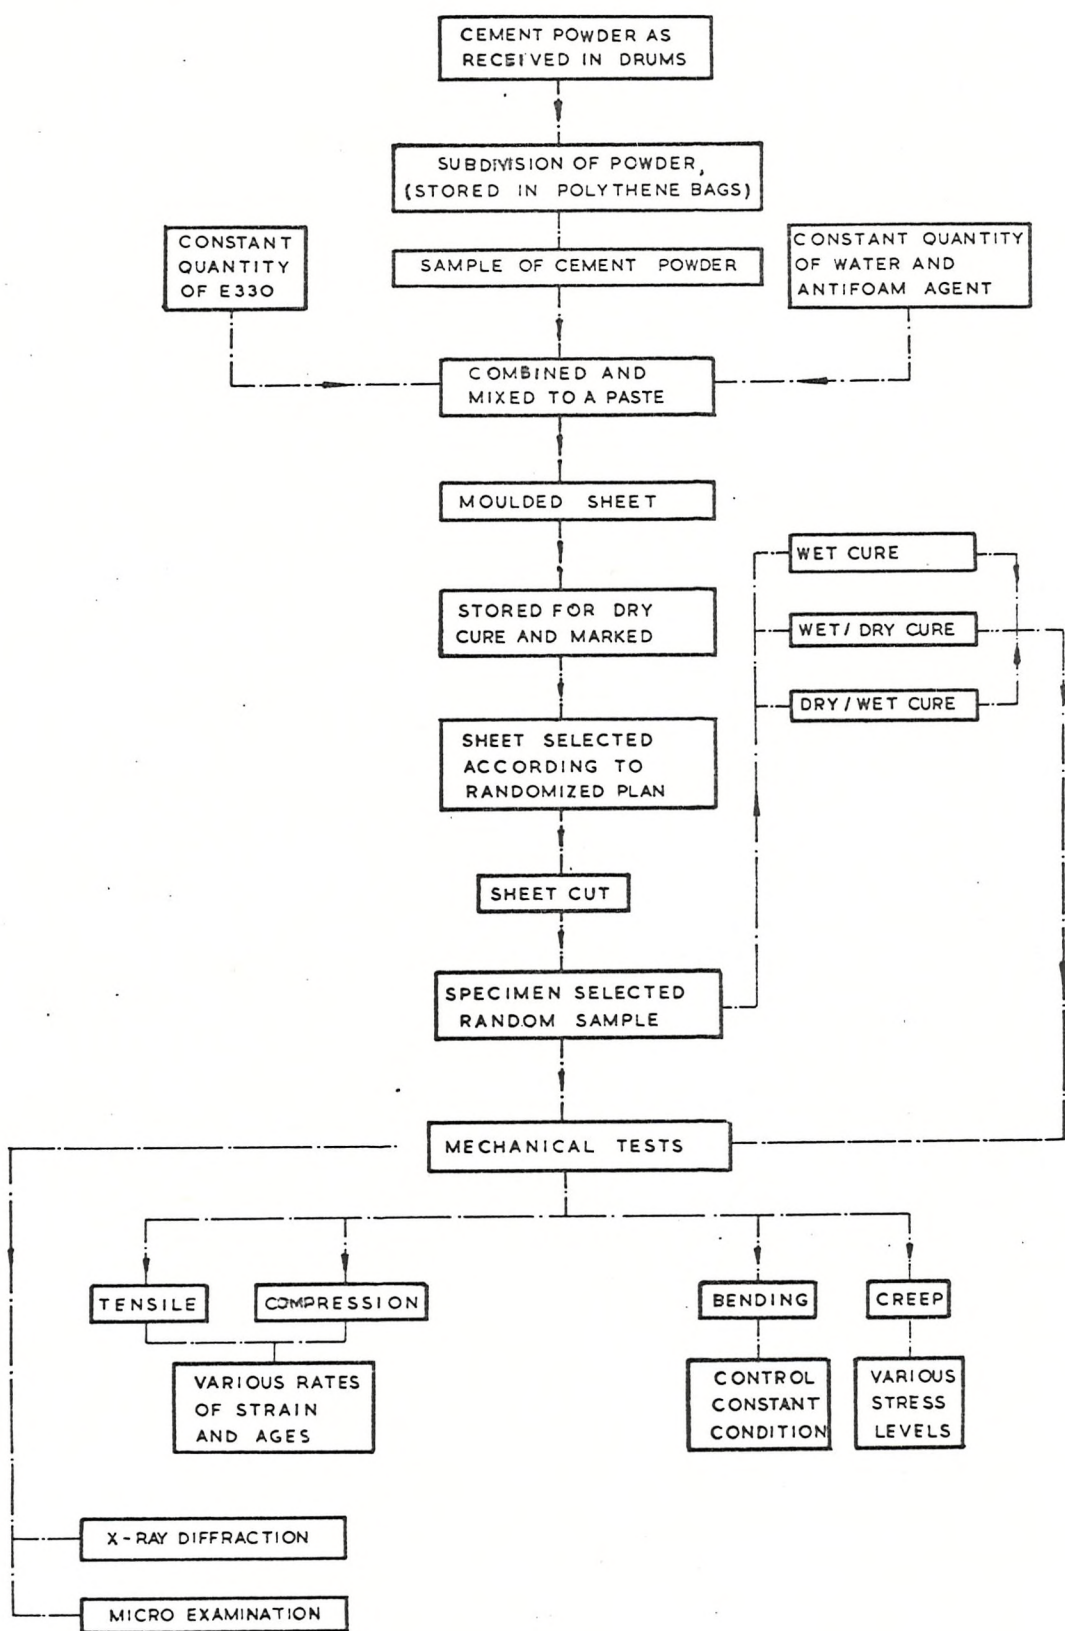 CEMENT POWDER AS
RECEIVED IN DRUMS
SUBDIVISION OF POWDER,
(STORED IN POLYTHENE BAGS)
CONSTANT
QUANTITY
OF E330
SAMPLE OF CEMENT POWDER
CONSTANT QUANTITY
OF WATER AND
ANTIFOAM AGENT
COMBINED AND
MIXED TO A PASTE
MOULDED SHEET
STORED FOR DRY
CURE AND MARKED
WET CURE
WET/ DRY CURE
DRY / WET CURE
SHEET SELECTED
ACCORDING TO
RANDOMIZED PLAN
SHEET CUT
SPECIMEN SELECTED
RANDOM SAMPLE
MECHANICAL TESTS
TENSILE
COMPRESSION
BENDING
CREEP
VARIOUS RATES
OF STRAIN
AND AGES
CONTROL
CONSTANT
CONDITION
VARIOUS
STRESS
LEVELS
X-RAY DIFFRACTION
MICRO EXAMINATION